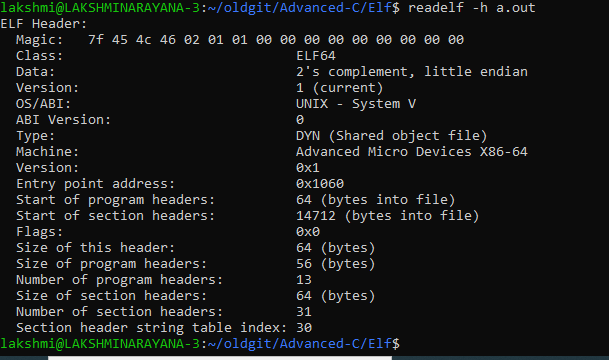 lakshmi@LAKSHMINARAYANA-3:~/oldgit/Advanced-C/Elf$ readelf -h a.out
ELF Header:
  Magic:   7f 45 4c 46 02 01 01 00 00 00 00 00 00 00 00 00
  Class:                             ELF64
  Data:                              2's complement, little endian
  Version:                           1 (current)
  OS/ABI:                            UNIX - System V
  ABI Version:                       0
  Type:                              DYN (Shared object file)
  Machine:                           Advanced Micro Devices X86-64
  Version:                           0x1
  Entry point address:               0x1060
  Start of program headers:          64 (bytes into file)
  Start of section headers:          14712 (bytes into file)
  Flags:                             0x0
  Size of this header:               64 (bytes)
  Size of program headers:           56 (bytes)
  Number of program headers:         13
  Size of section headers:           64 (bytes)
  Number of section headers:         31
  Section header string table index: 30
lakshmi@LAKSHMINARAYANA-3:~/oldgit/Advanced-C/Elf$